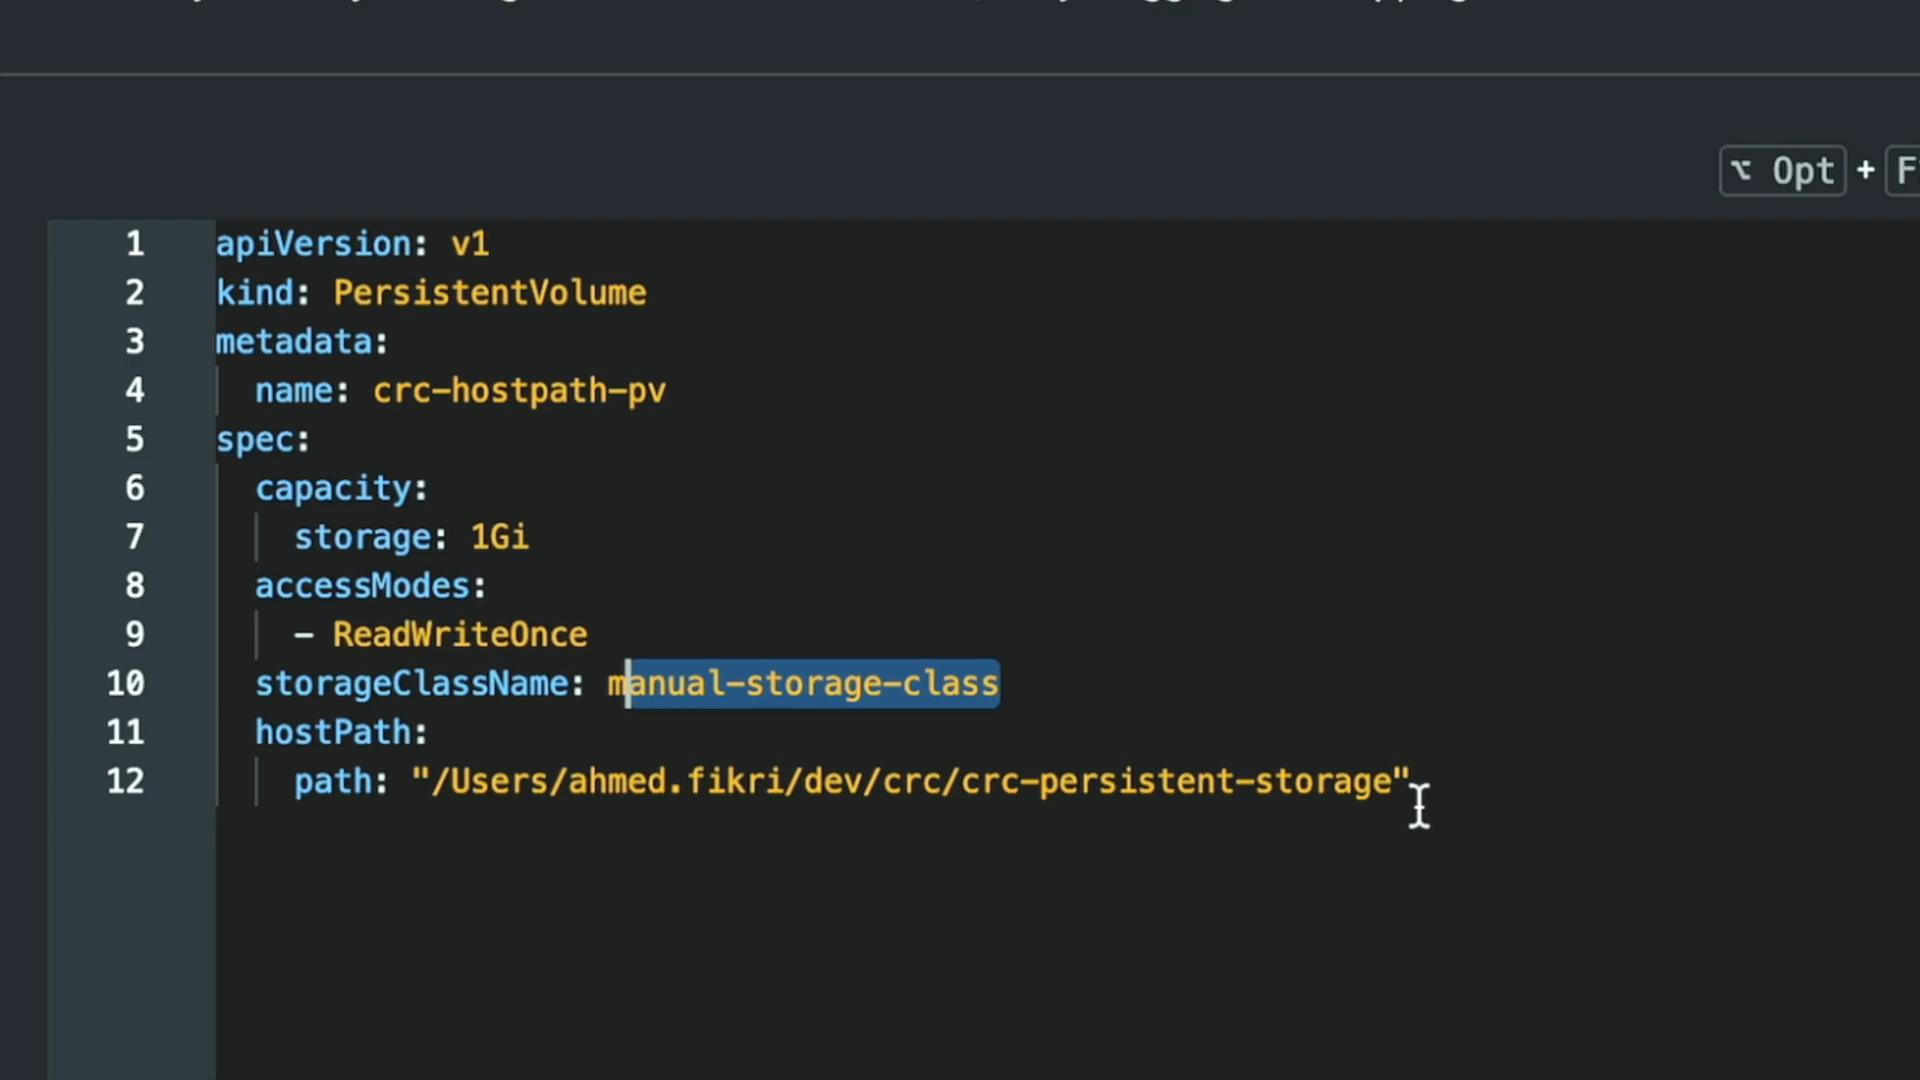 ⌥ Opt +
1 apiVersion: v1
2 kind: PersistentVolume
3 metadata:
4 name: crc-hostpath-pv
5 spec:
6 capacity:
7 storage: 1Gi
8 accessModes:
9 - ReadWriteOnce
10 storageClassName: manual-storage-class
11 hostPath:
12 path: "/Users/ahmed.fikri/dev/crc/crc-persistent-storage"